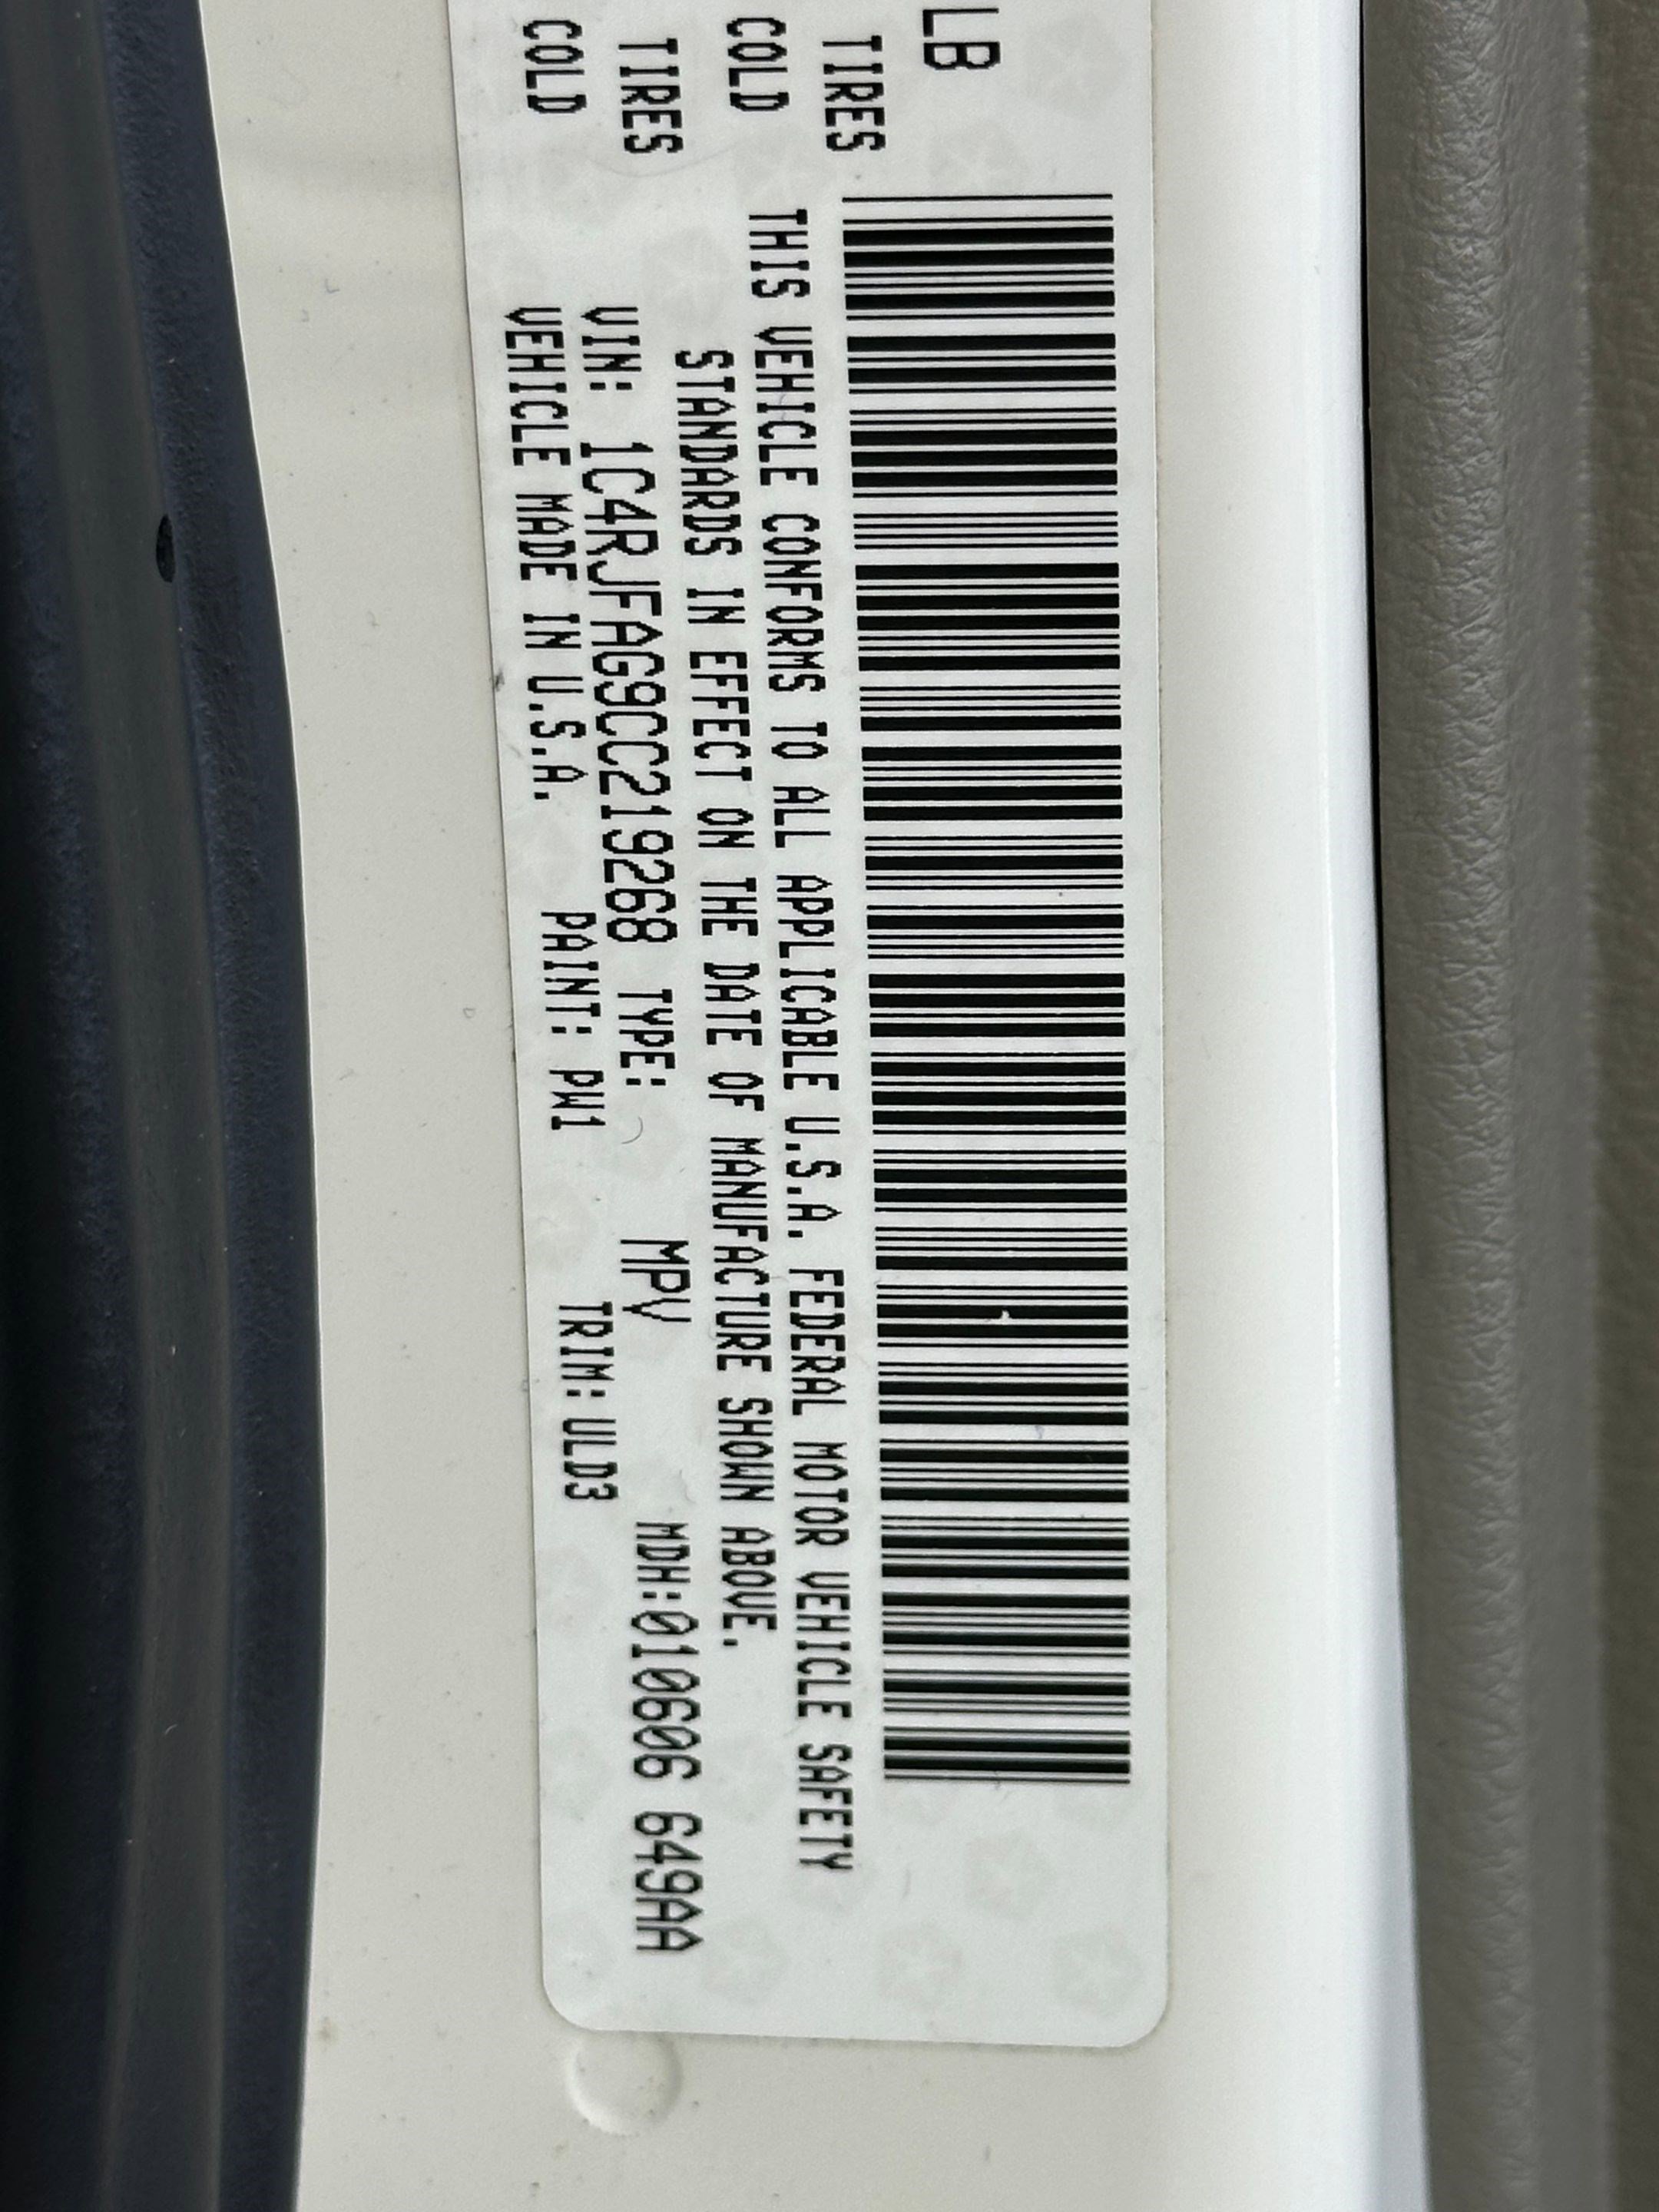 LB
TIRES
COLD
TIRES
COLD
THIS VEHICLE CONFORMS TO ALL APPLICABLE U.S.A. FEDERAL MOTOR VEHICLE SAFETY
STANDARDS IN EFFECT ON THE DATE OF MANUFACTURE SHOWN ABOVE.
VIN: 1C4RJFAG9CC219268 TYPE: MPV MDH:010606 649AA
VEHICLE MADE IN U.S.A. PAINT: PW1 TRIM:ULD3